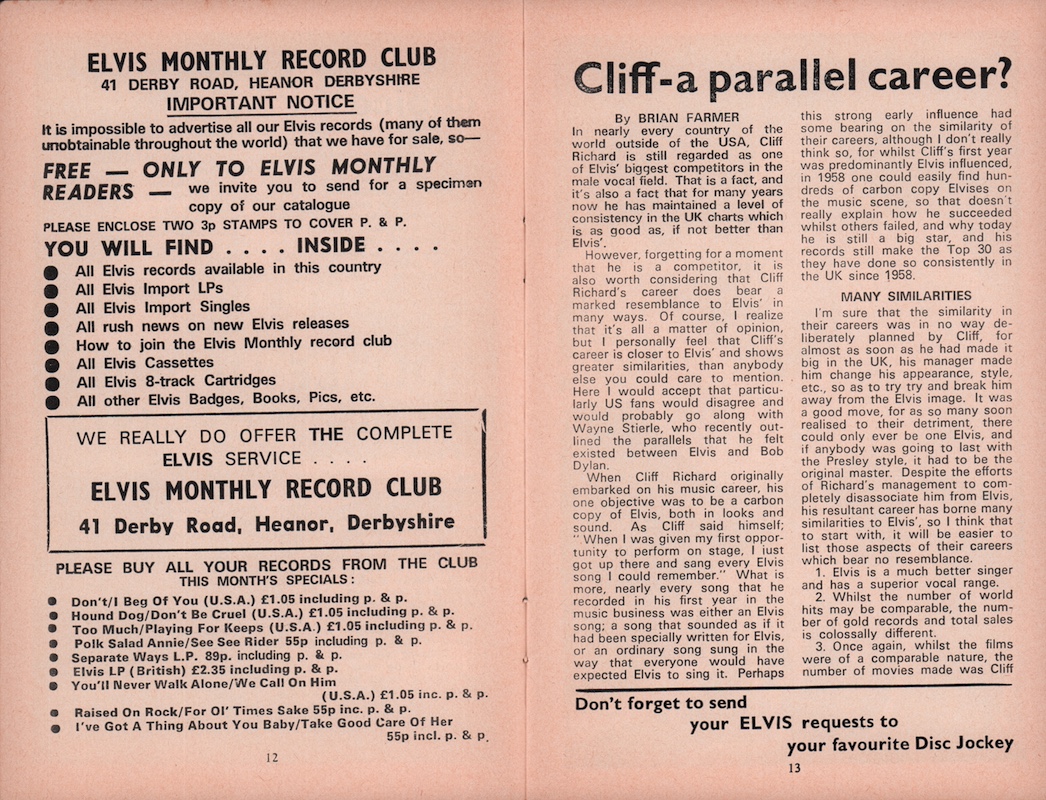 ELVIS MONTHLY RECORD CLUB
41 DERBY ROAD, HEANOR DERBYSHIRE
IMPORTANT NOTICE
It is impossible to advertise all our Elvis records (many of them
unobtainable throughout the world) that we have for sale, so—
FREE — ONLY TO ELVIS MONTHLY
READERS — we invite you to send for a specimen
copy of our catalogue
PLEASE ENCLOSE TWO 3p STAMPS TO COVER P. & P.
YOU WILL FIND . . . . INSIDE . . . .
● All Elvis records available in this country
● All Elvis Import LPs
● All Elvis Import Singles
● All rush news on new Elvis releases
● How to join the Elvis Monthly record club
● All Elvis Cassettes
● All Elvis 8-track Cartridges
● All other Elvis Badges, Books, Pics, etc.
WE REALLY DO OFFER THE COMPLETE
ELVIS SERVICE . . . .
ELVIS MONTHLY RECORD CLUB
41 Derby Road, Heanor, Derbyshire
PLEASE BUY ALL YOUR RECORDS FROM THE CLUB
THIS MONTH'S SPECIALS :
● Don't/I Beg Of You (U.S.A.) £1.05 including p. & p.
● Hound Dog/Don't Be Cruel (U.S.A.) £1.05 including p. & p.
● Too Much/Playing For Keeps (U.S.A.) £1.05 including p. & p.
● Polk Salad Annie/See See Rider 55p including p. & p.
● Separate Ways L.P. 89p. including p. & p.
● Elvis LP (British) £2.35 including p. & p.
● You'll Never Walk Alone/We Call On Him
(U.S.A.) £1.05 inc. p. & p.
● Raised On Rock/For Ol' Times Sake 55p inc. p. & p.
● I've Got A Thing About You Baby/Take Good Care Of Her
55p incl. p. & p.
12
Cliff-a parallel career?
By BRIAN FARMER
In nearly every country of the
world outside of the USA, Cliff
Richard is still regarded as one
of Elvis' biggest competitors in the
male vocal field. That is a fact, and
it's also a fact that for many years
now he has maintained a level of
consistency in the UK charts which
is as good as, if not better than
Elvis'.
However, forgetting for a moment
that he is a competitor, it is
also worth considering that Cliff
Richard's career does bear a
marked resemblance to Elvis' in
many ways. Of course, I realize
that it's all a matter of opinion,
but I personally feel that Cliff's
career is closer to Elvis' and shows
greater similarities, than anybody
else you could care to mention.
Here I would accept that particu-
larly US fans would disagree and
would probably go along with
Wayne Stierle, who recently out-
lined the parallels that he felt
existed between Elvis and Bob
Dylan.
When Cliff Richard originally
embarked on his music career, his
one objective was to be a carbon
copy of Elvis, both in looks and
sound. As Cliff said himself;
"When I was given my first oppor-
tunity to perform on stage, I just
got up there and sang every Elvis
song I could remember." What is
more, nearly every song that he
recorded in his first year in the
music business was either an Elvis
song; a song that sounded as if it
had been specially written for Elvis,
or an ordinary song sung in the
way that everyone would have
expected Elvis to sing it. Perhaps
this strong early influence had
some bearing on the similarity of
their careers, although I don't really
think so, for whilst Cliff's first year
was predominantly Elvis influenced,
in 1958 one could easily find hun-
dreds of carbon copy Elvises on
the music scene, so that doesn't
really explain how he succeeded
whilst others failed, and why today
he is still a big star, and his
records still make the Top 30 as
they have done so consistently in
the UK since 1958.
MANY SIMILARITIES
I'm sure that the similarity in
their careers was in no way de-
liberately planned by Cliff, for
almost as soon as he had made it
big in the UK, his manager made
him change his appearance, style,
etc., so as to try try and break him
away from the Elvis image. It was
a good move, for as so many soon
realised to their detriment, there
could only ever be one Elvis, and
if anybody was going to last with
the Presley style, it had to be the
original master. Despite the efforts
of Richard's management to com-
pletely disassociate him from Elvis,
his resultant career has borne many
similarities to Elvis', so I think that
to start with, it will be easier to
list those aspects of their careers
which bear no resemblance.
1. Elvis is a much better singer
and has a superior vocal range.
2. Whilst the number of world
hits may be comparable, the num-
ber of gold records and total sales
is colossally different.
3. Once again, whilst the films
were of a comparable nature, the
number of movies made was Cliff
Don't forget to send
your ELVIS requests to
your favourite Disc Jockey
13